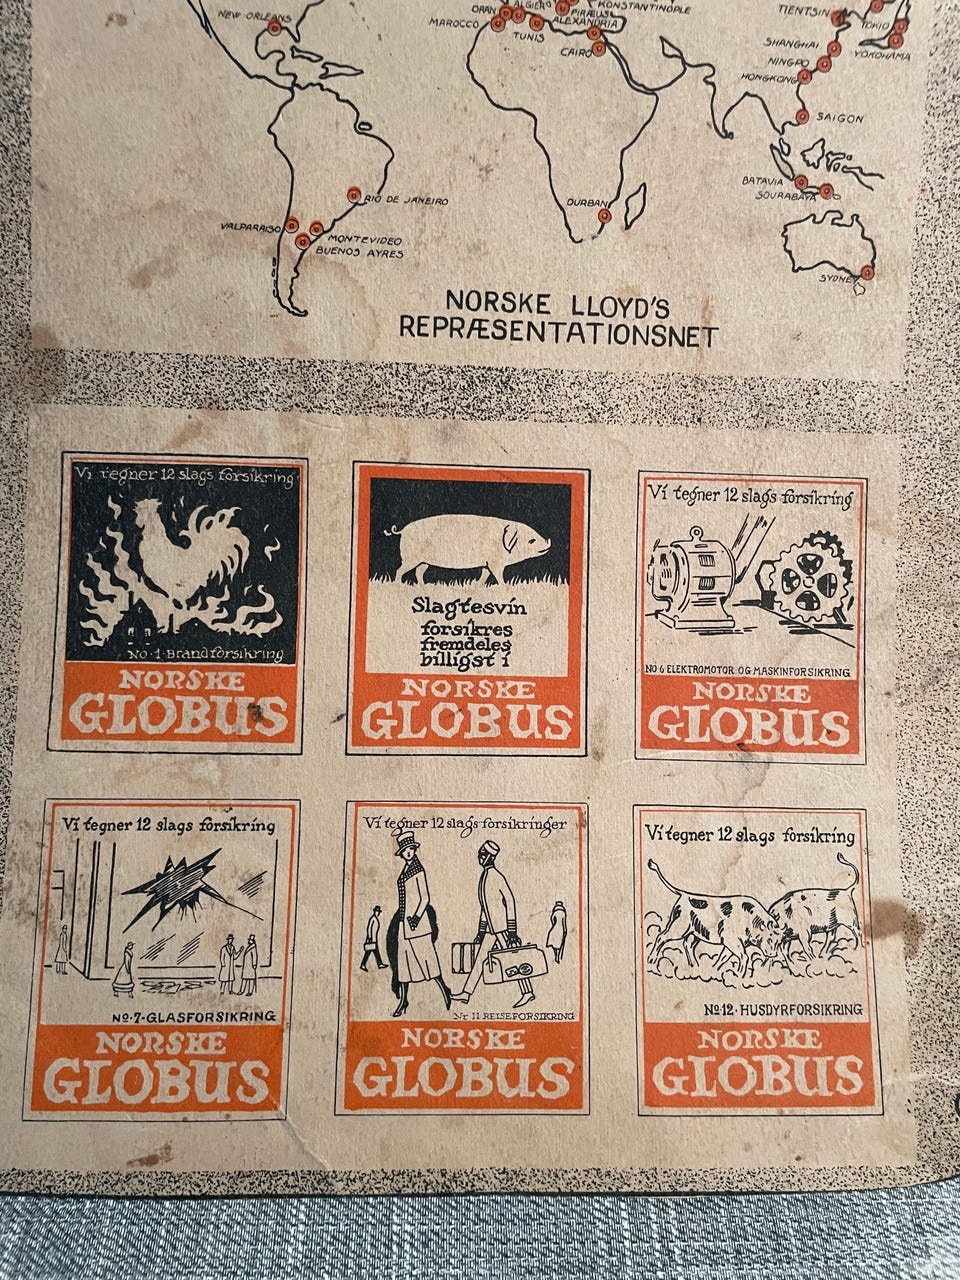 NEW ORLEANS
ORAN
ALGIER
PIRÆUS
KONSTANTINOPLE
MAROCCO
TUNIS
ALEXANDRIA
CAIRO
TIENTSIN
TOKIO
YOKOHAMA
SHANGHAI
NINGPO
HONGKONG
SAIGON
BATAVIA
SOURABAYA
RIO DE JANEIRO
DURBAN
VALPARAISO
MONTEVIDEO
BUENOS AYRES
SYDNEY
NORSKE LLOYD'S
REPRÆSENTATIONSNET
Vi tegner 12 slags forsikring
No·1·Brandforsikring
NORSKE
GLOBUS
Slagtesvin
forsikres
fremdeles
billigst i
NORSKE
GLOBUS
Vi tegner 12 slags forsikring
NO 6 ELEKTROMOTOR OG MASKINFORSIKRING
NORSKE
GLOBUS
Vi tegner 12 slags forsikring
No·7·GLASFORSIKRING
NORSKE
GLOBUS
Vi tegner 12 slags forsikringer
Nr 11 REISEFORSIKRING
NORSKE
GLOBUS
Vi tegner 12 slags forsikring
No·12·HUSDYRFORSIKRING
NORSKE
GLOBUS